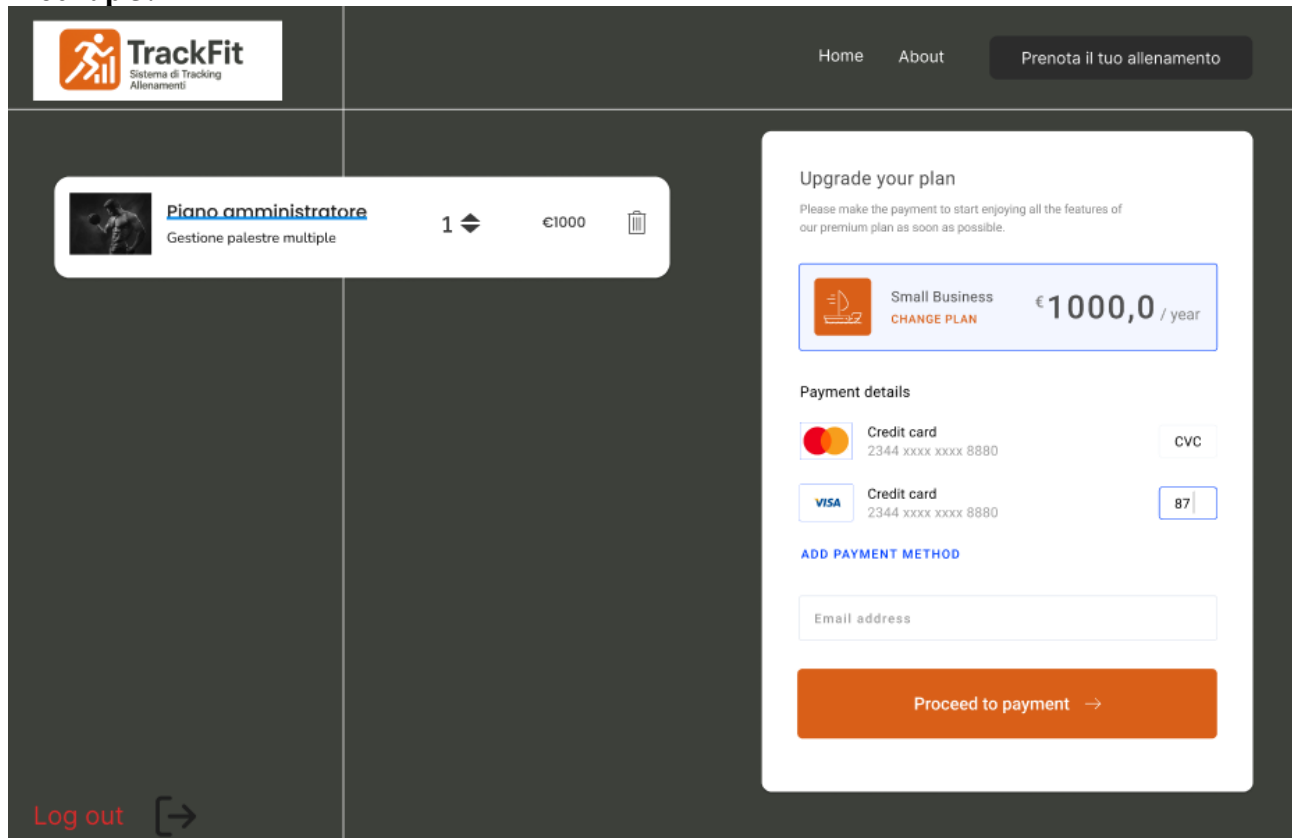 TrackFit
Sistema di Tracking
Allenamenti
Home
About
Prenota il tuo allenamento
Piano amministratore
Gestione palestre multiple
1
€1000
Upgrade your plan
Please make the payment to start enjoying all the features of
our premium plan as soon as possible.
Small Business
CHANGE PLAN
€1000,0 / year
Payment details
Credit card
2344 xxxx xxxx 8880
CVC
VISA
Credit card
2344 xxxx xxxx 8880
87
ADD PAYMENT METHOD
Email address
Proceed to payment →
Log out